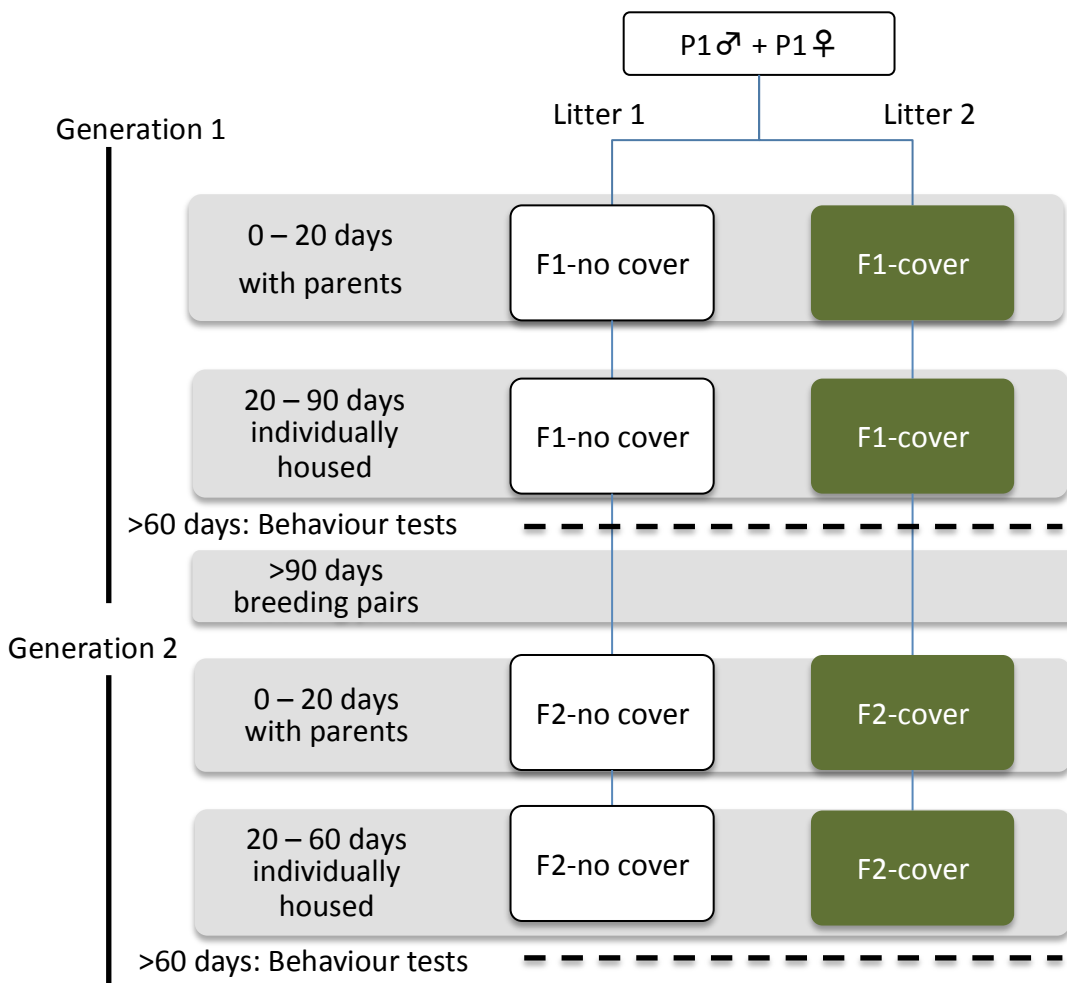 P1♂ + P1♀
Litter 1
Litter 2
Generation 1
0 – 20 days
with parents
F1-no cover
F1-cover
20 – 90 days
individually
housed
F1-no cover
F1-cover
>60 days: Behaviour tests
>90 days
breeding pairs
Generation 2
0 – 20 days
with parents
F2-no cover
F2-cover
20 – 60 days
individually
housed
F2-no cover
F2-cover
>60 days: Behaviour tests